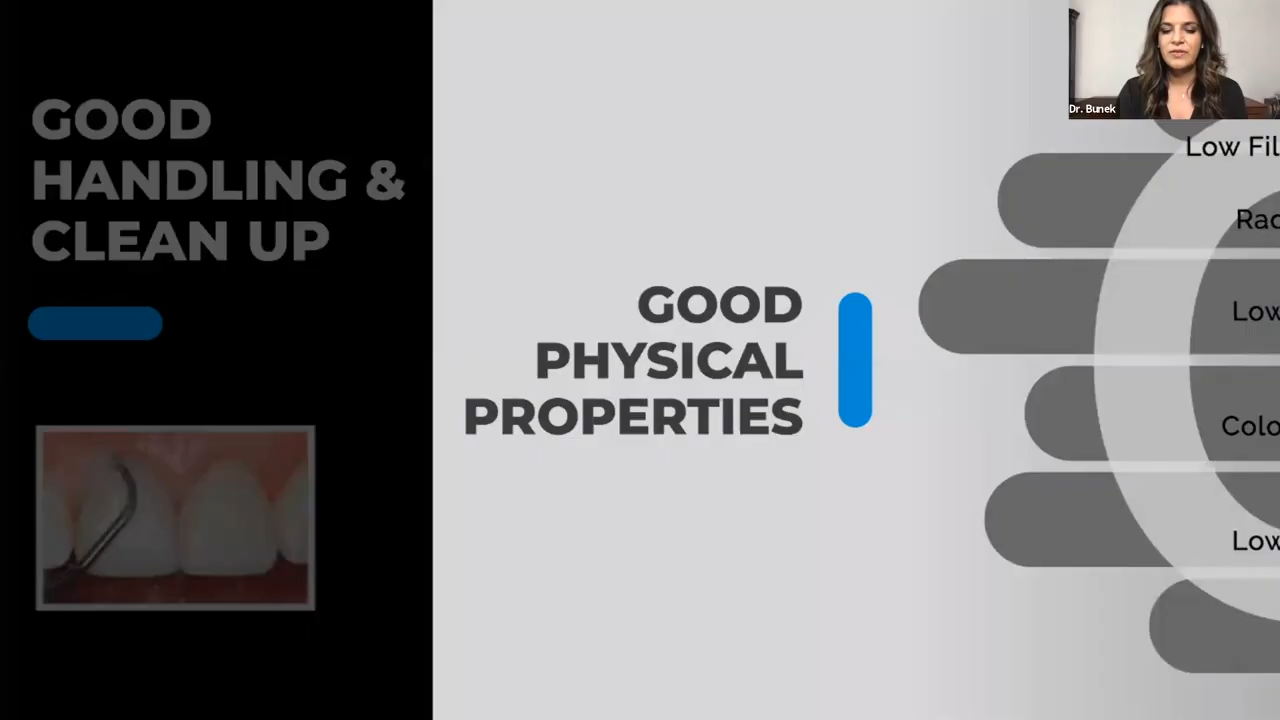 GOOD
HANDLING &
CLEAN UP
GOOD
PHYSICAL
PROPERTIES
Dr. Bunek
Low Fil
Rad
Low
Colo
Low